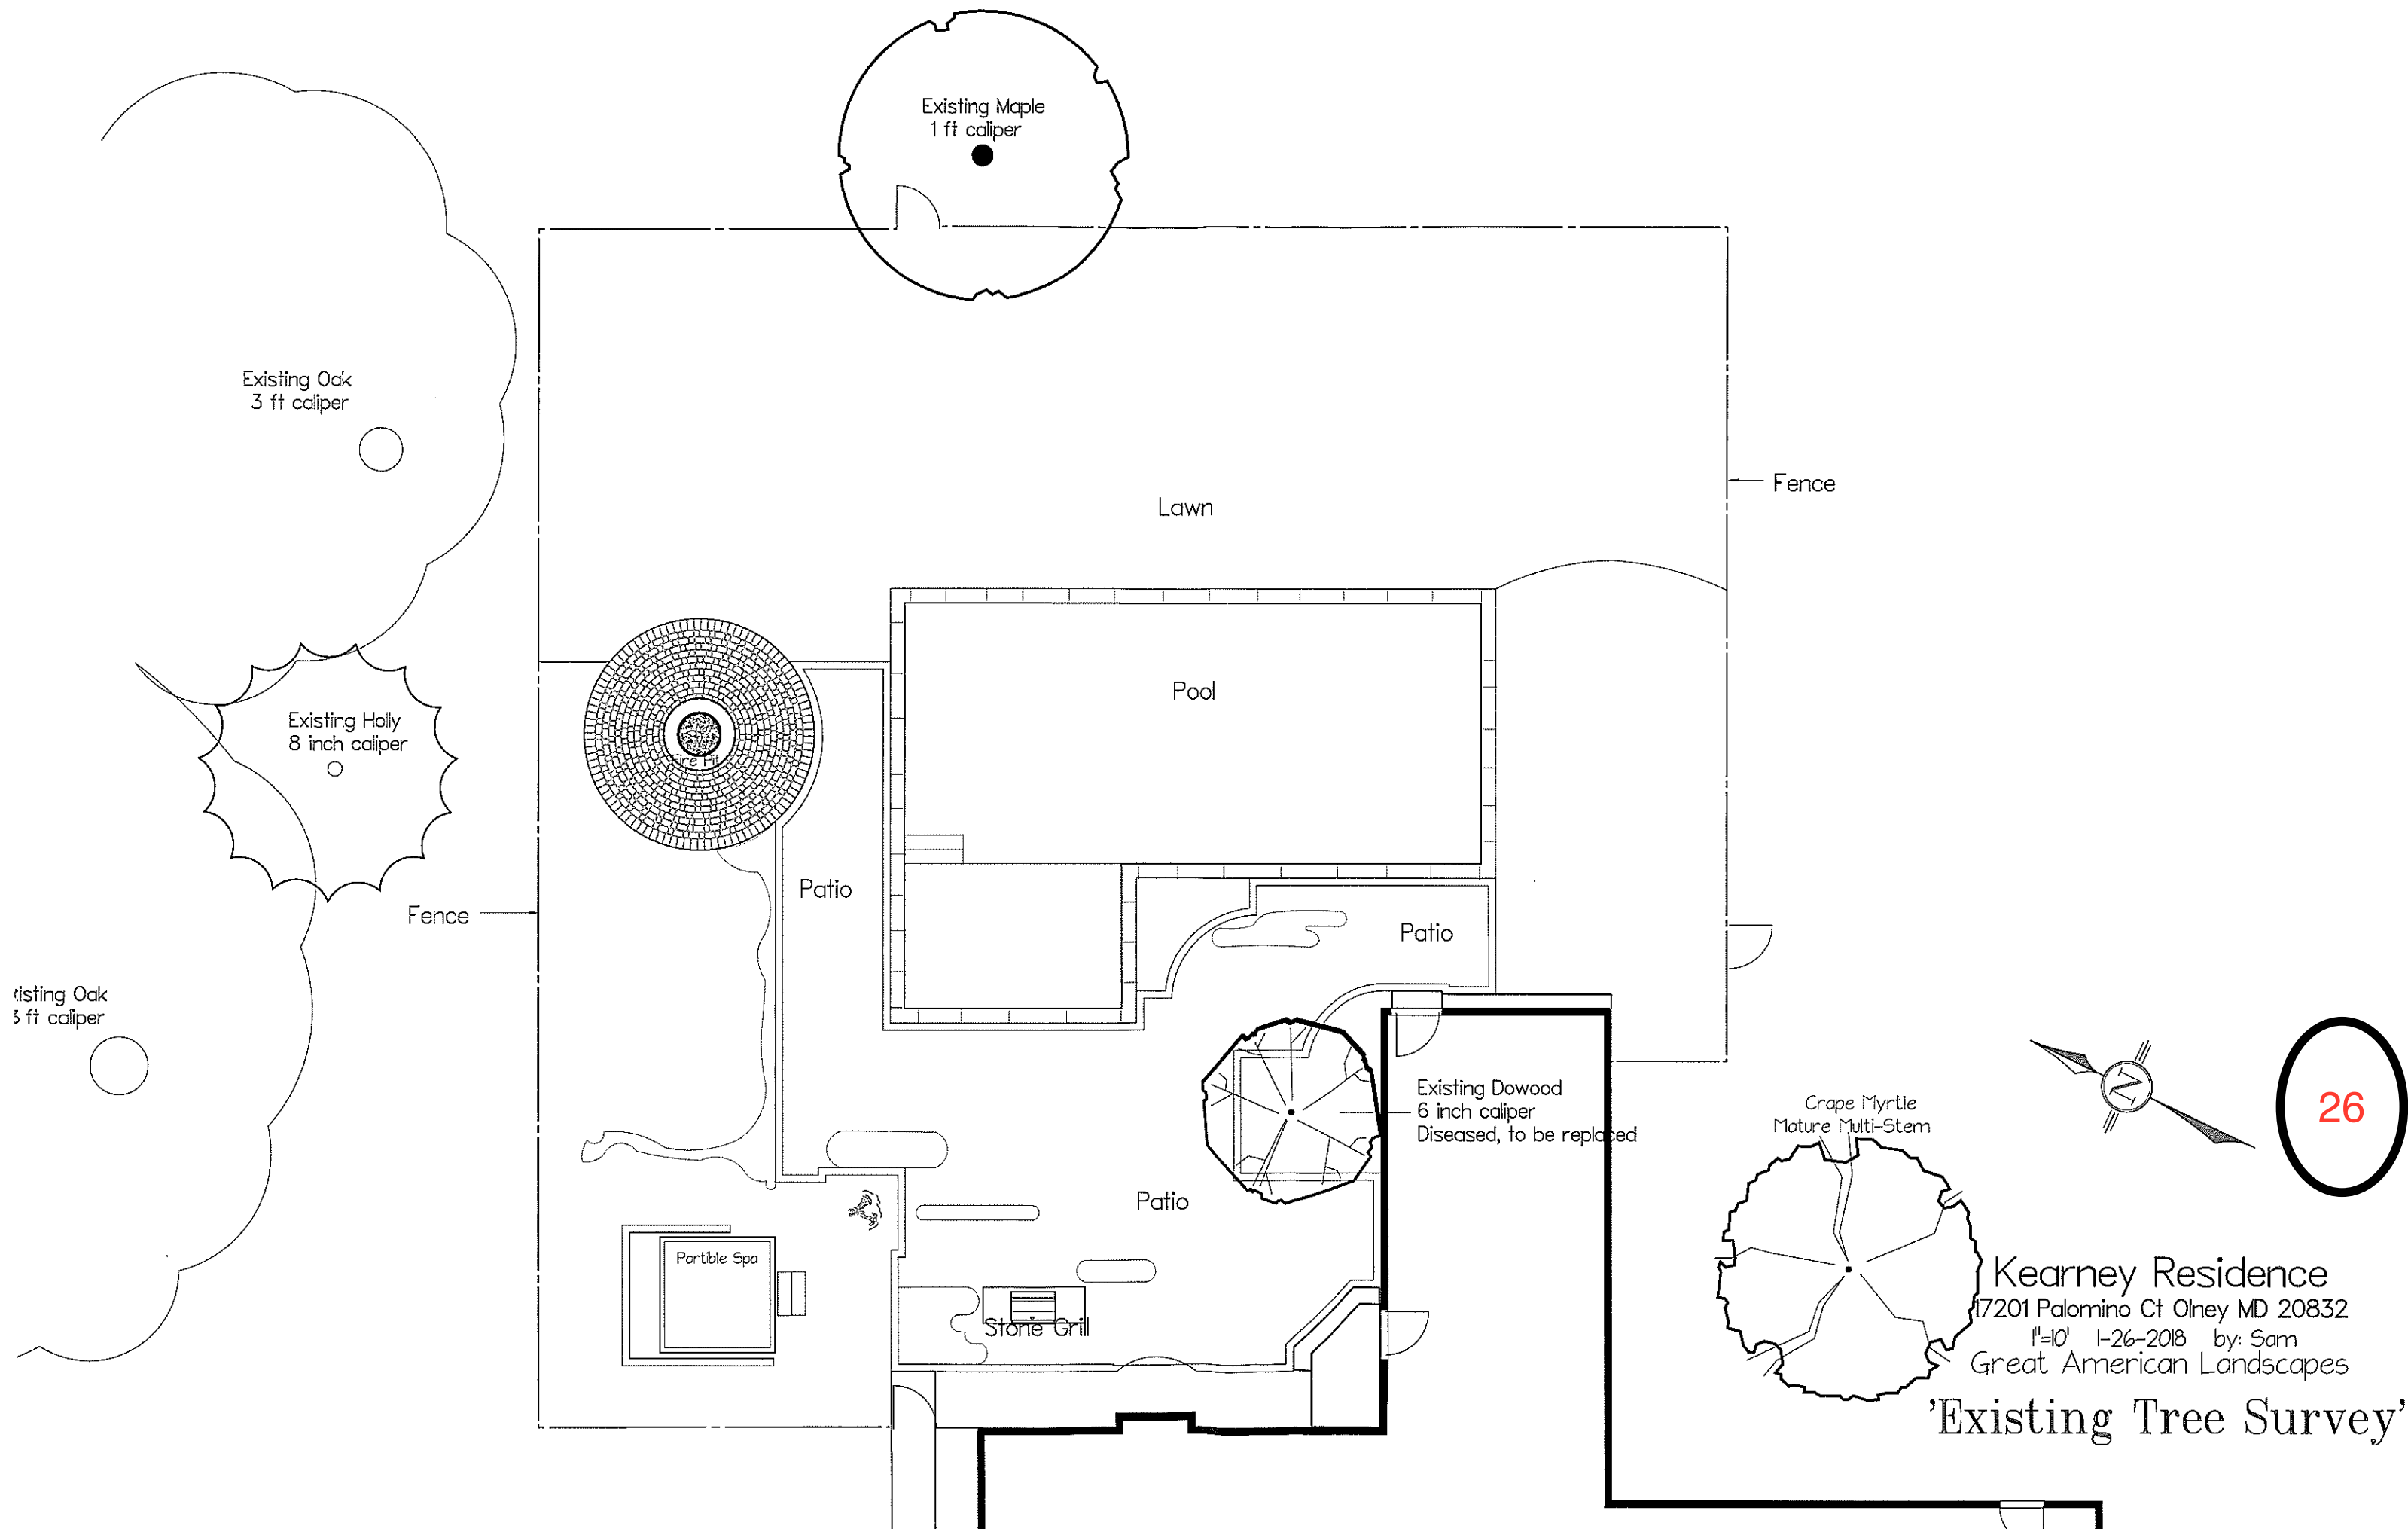 Existing Maple
1 ft caliper
Existing Oak
3 ft caliper
Fence
Lawn
Pool
Existing Holly
8 inch caliper
Fire Pit
Patio
Fence
Patio
isting Oak
3 ft caliper
Existing Dowood
6 inch caliper
Diseased, to be replaced
Crape Myrtle
Mature Multi-Stem
N
26
Patio
Portible Spa
Stone Grill
Kearney Residence
17201 Palomino Ct Olney MD 20832
1"=10' 1-26-2018 by: Sam
Great American Landscapes
'Existing Tree Survey'